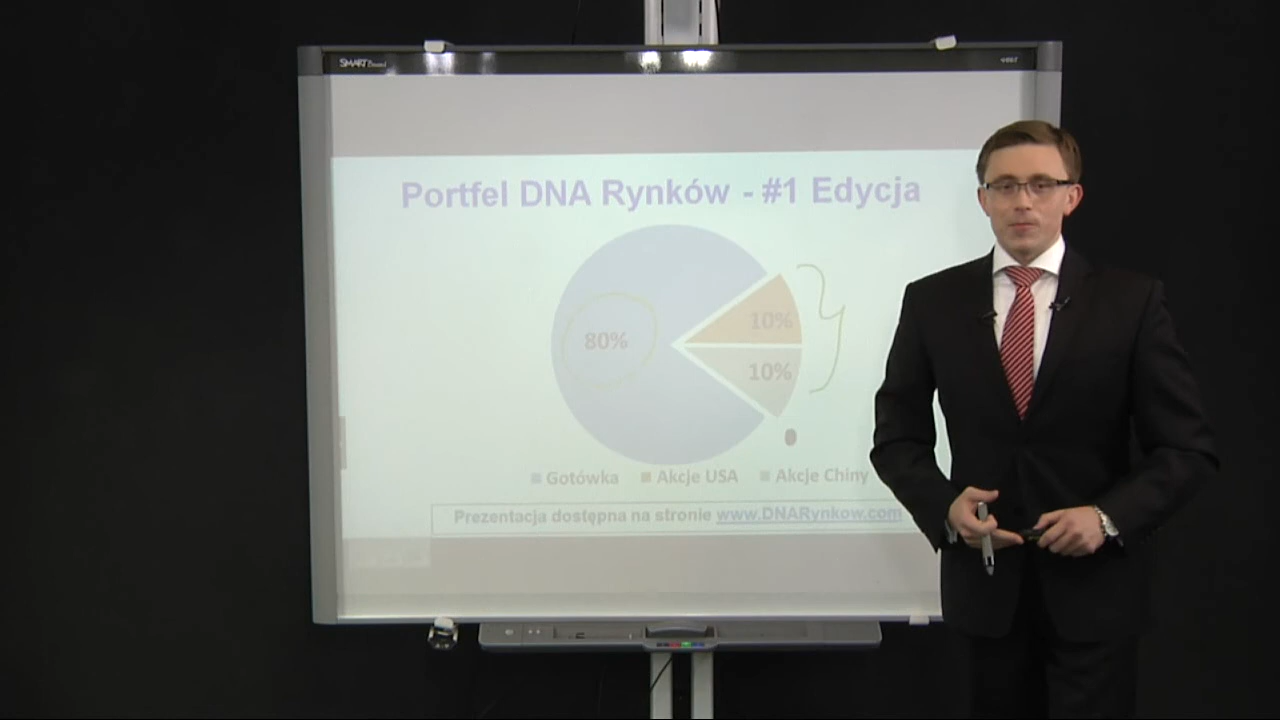 SMART Board
Portfel DNA Rynków - #1 Edycja
10%
80%
10%
Gotówka Akcje USA Akcje Chiny
Prezentacja dostępna na stronie www.DNARynkow.com